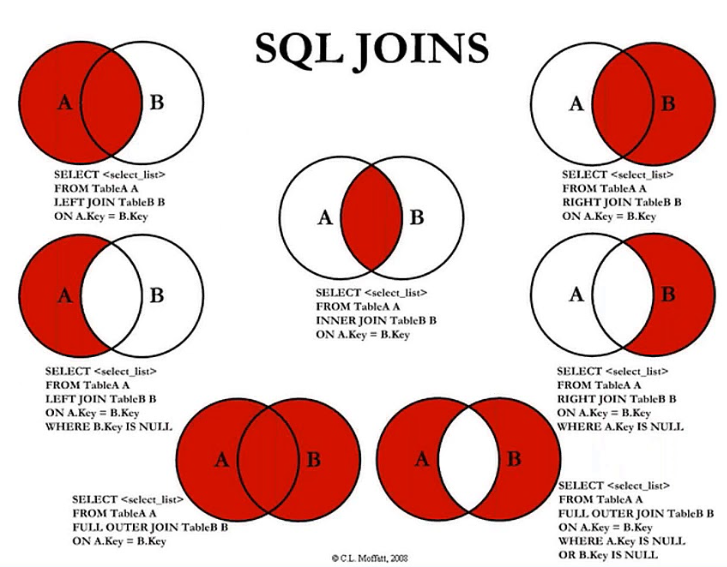 SQL JOINS
A B
SELECT <select_list>
FROM TableA A
LEFT JOIN TableB B
ON A.Key = B.Key
A B
SELECT <select_list>
FROM TableA A
RIGHT JOIN TableB B
ON A.Key = B.Key
A B
SELECT <select_list>
FROM TableA A
INNER JOIN TableB B
ON A.Key = B.Key
A B
SELECT <select_list>
FROM TableA A
LEFT JOIN TableB B
ON A.Key = B.Key
WHERE B.Key IS NULL
A B
SELECT <select_list>
FROM TableA A
RIGHT JOIN TableB B
ON A.Key = B.Key
WHERE A.Key IS NULL
A B
SELECT <select_list>
FROM TableA A
FULL OUTER JOIN TableB B
ON A.Key = B.Key
A B
SELECT <select_list>
FROM TableA A
FULL OUTER JOIN TableB B
ON A.Key = B.Key
WHERE A.Key IS NULL
OR B.Key IS NULL
© C.L. Moffatt, 2008